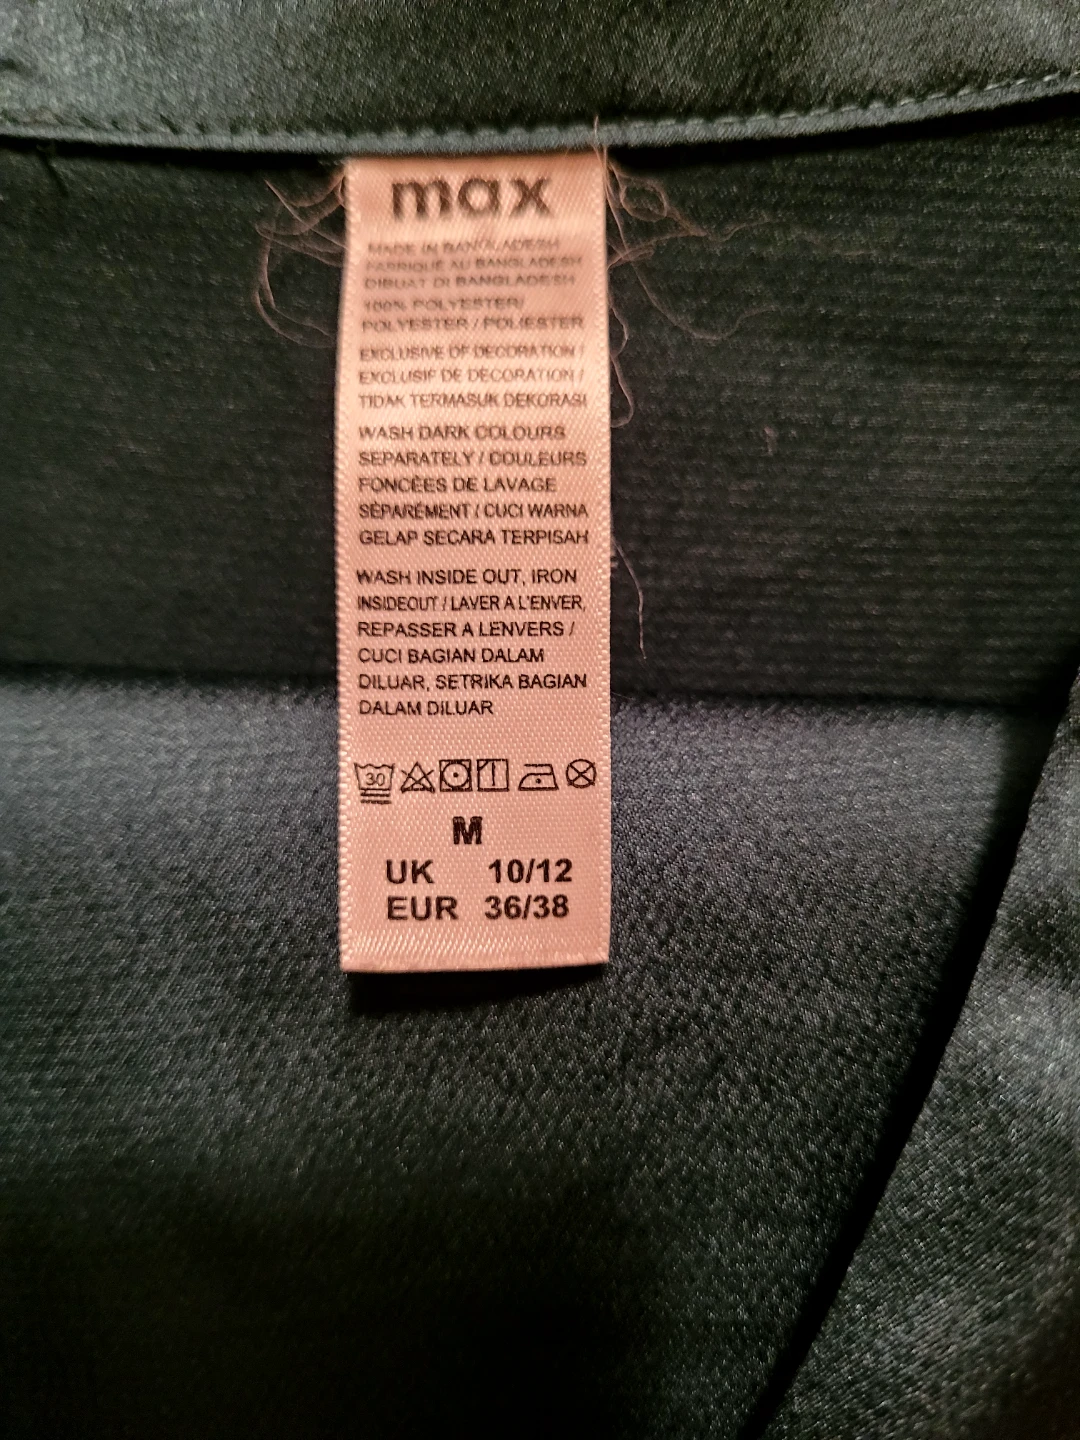 max
MADE IN BANGLADESH
FABRIQUÉ AU BANGLADESH
DIBUAT DI BANGLADESH
100% POLYESTER/
POLYESTER / POLIESTER
EXCLUSIVE OF DECORATION /
EXCLUSIF DE DECORATION /
TIDAK TERMASUK DEKORASI
WASH DARK COLOURS
SEPARATELY / COULEURS
FONCÉES DE LAVAGE
SÉPARÉMENT / CUCI WARNA
GELAP SECARA TERPISAH
WASH INSIDE OUT, IRON
INSIDEOUT / LAVER A L'ENVER,
REPASSER A LENVERS /
CUCI BAGIAN DALAM
DILUAR, SETRIKA BAGIAN
DALAM DILUAR
30
M
UK 10/12
EUR 36/38